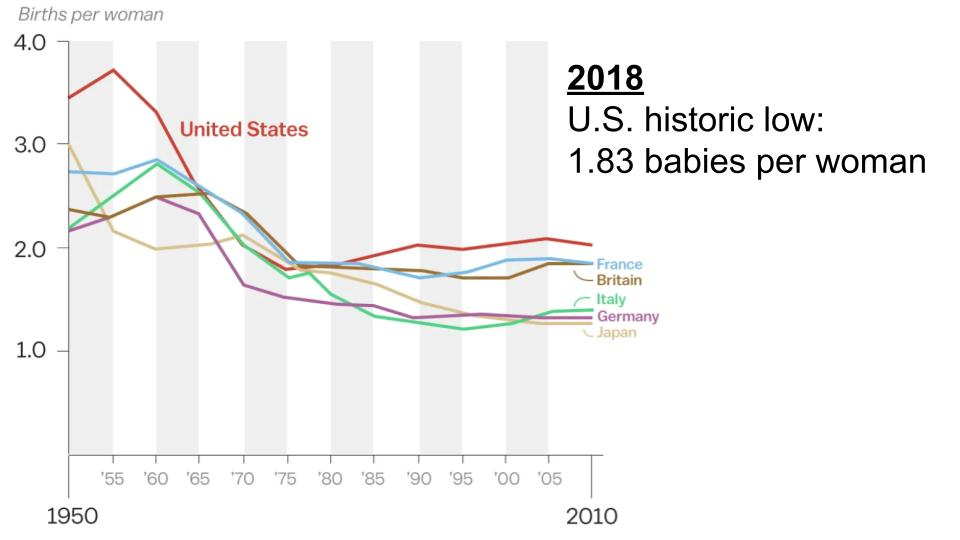 Births per woman
4.0
3.0
2.0
1.0
2018
U.S. historic low:
1.83 babies per woman
United States
France
Britain
Italy
Germany
Japan
'55 '60 '65 '70 '75 '80 '85 '90 '95 '00 '05
1950 2010